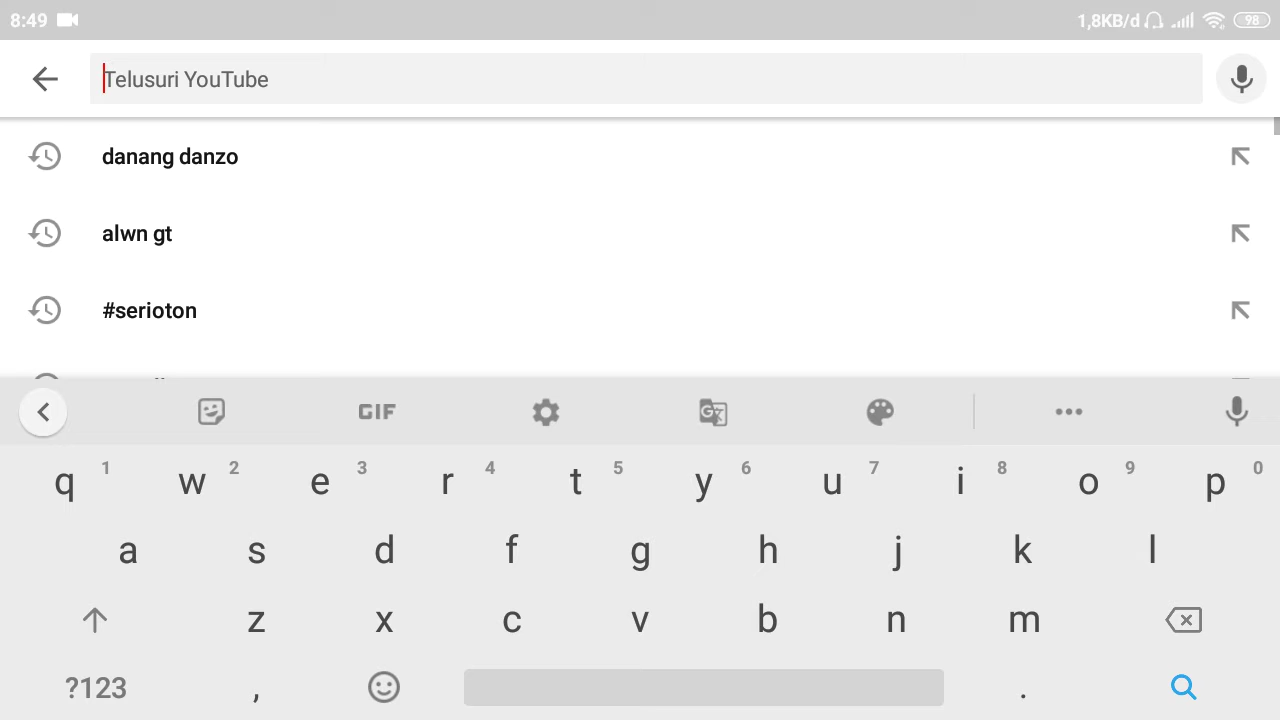 8:49 1,8KB/d 98
Telusuri YouTube
danang danzo
alwn gt
#serioton
GIF
q 1 w 2 e 3 r 4 t 5 y 6 u 7 i 8 o 9 p 0
a s d f g h j k l
z x c v b n m
?123 , .